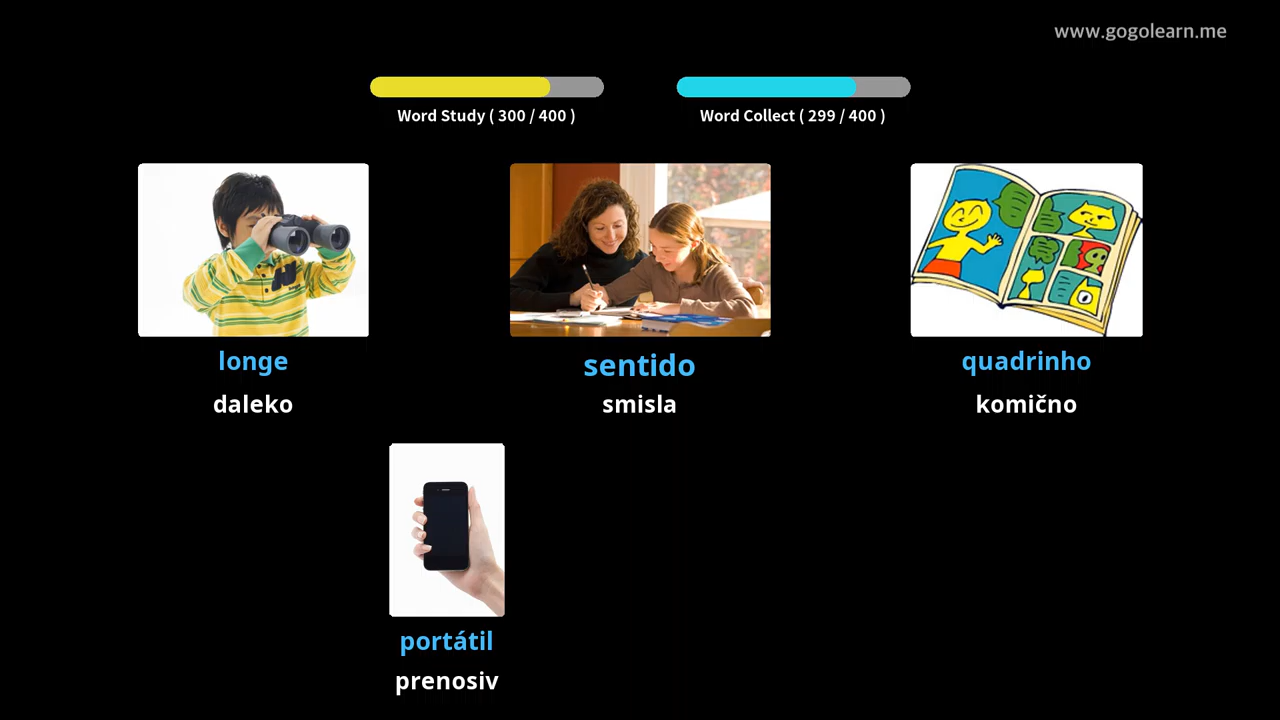 www.gogolearn.me
Word Study ( 300 / 400 )
Word Collect ( 299 / 400 )
longe
daleko
sentido
smisla
quadrinho
komično
portátil
prenosiv